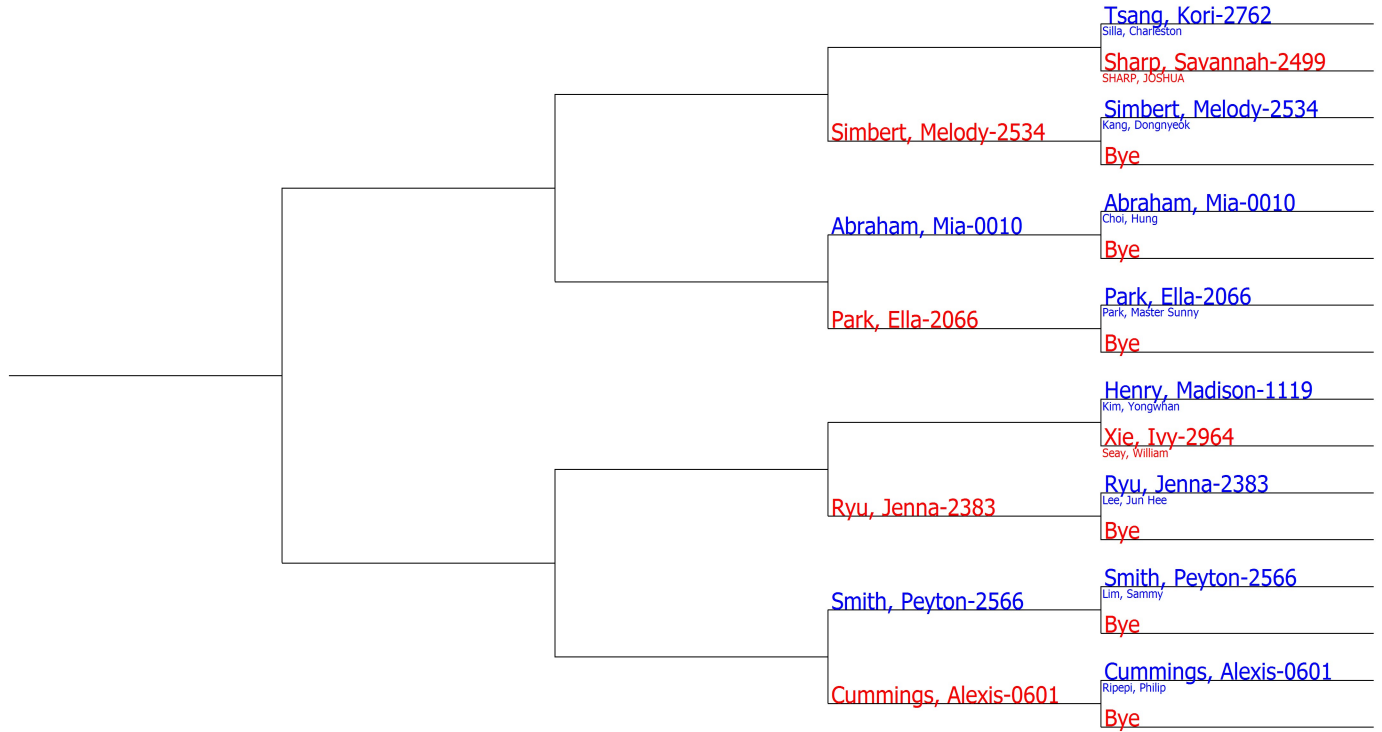 Tsang, Kori-2762
Silla, Charleston
Sharp, Savannah-2499
SHARP, JOSHUA
Simbert, Melody-2534
Kang, Dongnyeok
Simbert, Melody-2534
Bye
Abraham, Mia-0010
Choi, Hung
Abraham, Mia-0010
Bye
Park, Ella-2066
Park, Master Sunny
Park, Ella-2066
Bye
Henry, Madison-1119
Kim, Yongwhan
Xie, Ivy-2964
Seay, William
Ryu, Jenna-2383
Lee, Jun Hee
Ryu, Jenna-2383
Bye
Smith, Peyton-2566
Lim, Sammy
Smith, Peyton-2566
Bye
Cummings, Alexis-0601
Ripepi, Philip
Cummings, Alexis-0601
Bye